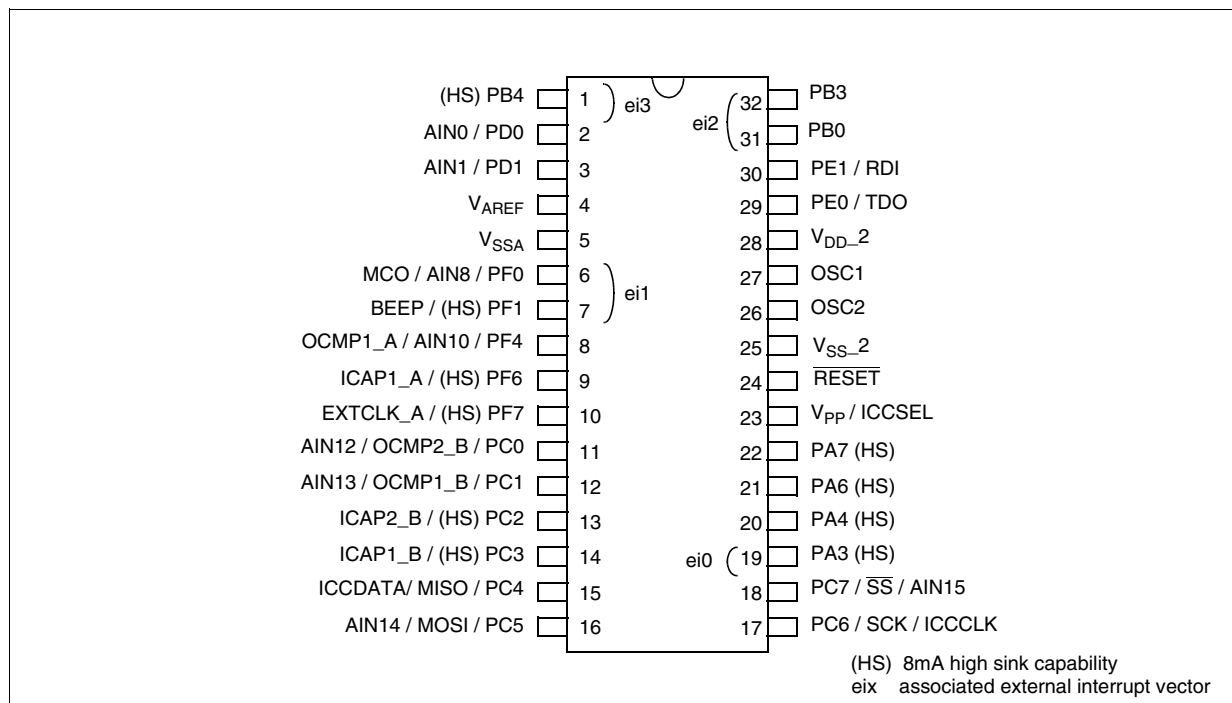 (HS) PB4 1 ei3 ei2 32 PB3
AIN0 / PD0 2 31 PB0
AIN1 / PD1 3 30 PE1 / RDI
VAREF 4 29 PE0 / TDO
VSSA 5 28 VDD_2
MCO / AIN8 / PF0 6 27 OSC1
ei1
BEEP / (HS) PF1 7 26 OSC2
OCMP1_A / AIN10 / PF4 8 25 VSS_2
ICAP1_A / (HS) PF6 9 24 RESET
EXTCLK_A / (HS) PF7 10 23 VPP / ICCSEL
AIN12 / OCMP2_B / PC0 11 22 PA7 (HS)
AIN13 / OCMP1_B / PC1 12 21 PA6 (HS)
ICAP2_B / (HS) PC2 13 20 PA4 (HS)
ICAP1_B / (HS) PC3 14 ei0 19 PA3 (HS)
ICCDATA/ MISO / PC4 15 18 PC7 / SS / AIN15
AIN14 / MOSI / PC5 16 17 PC6 / SCK / ICCCLK
(HS) 8mA high sink capability
eix associated external interrupt vector